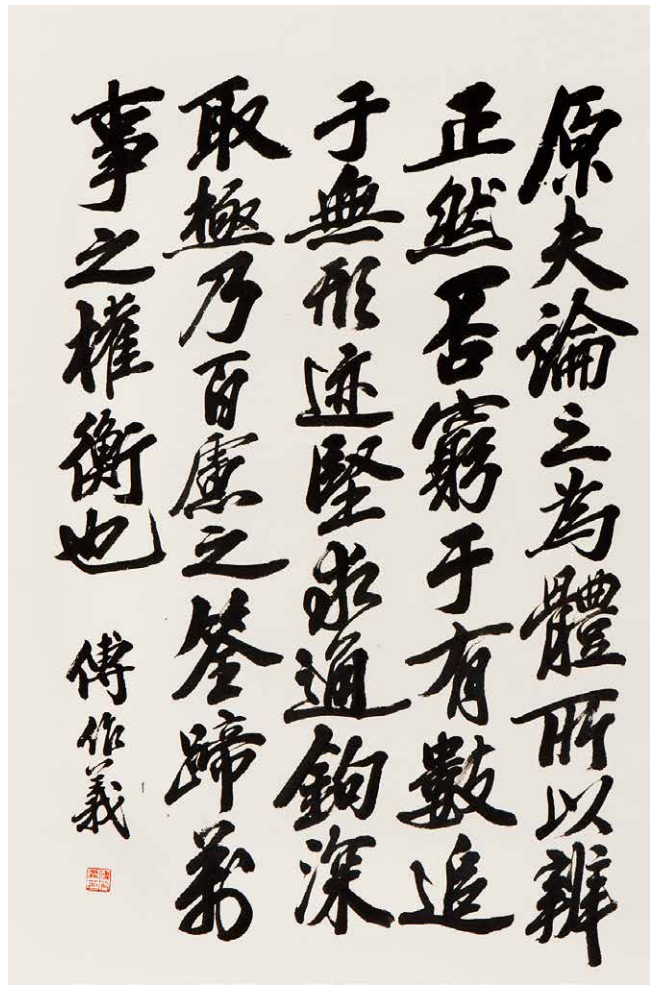 原夫論之為體所以辨
正然否窮于有數追
于無形迹堅求通鉤深
取極乃百慮之筌蹄萬
事之權衡也
傅作義